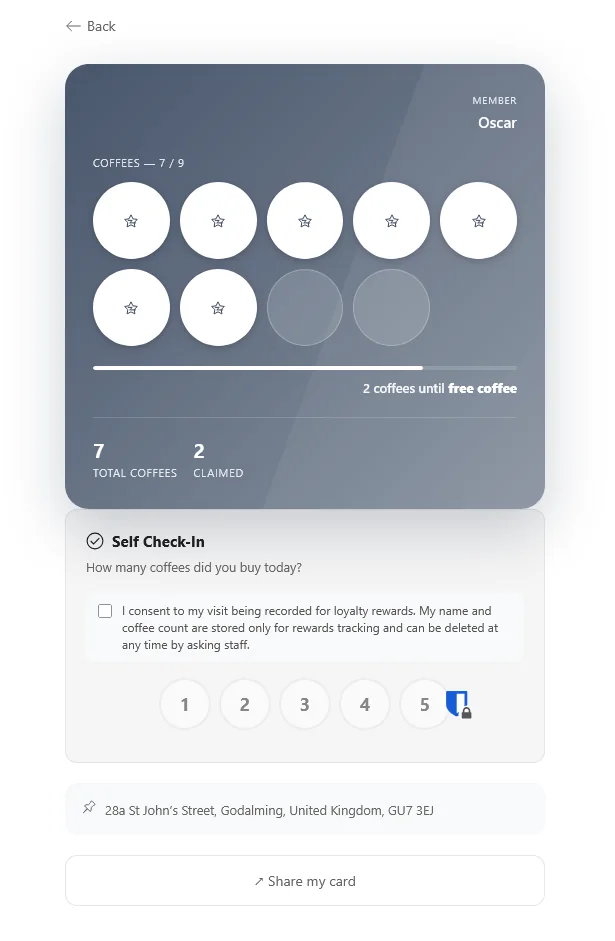 ← Back
MEMBER
Oscar
COFFEES — 7 / 9
2 coffees until free coffee
7
TOTAL COFFEES
2
CLAIMED
Self Check-In
How many coffees did you buy today?
I consent to my visit being recorded for loyalty rewards. My name and
coffee count are stored only for rewards tracking and can be deleted at
any time by asking staff.
1 2 3 4 5
28a St John’s Street, Godalming, United Kingdom, GU7 3EJ
↗ Share my card